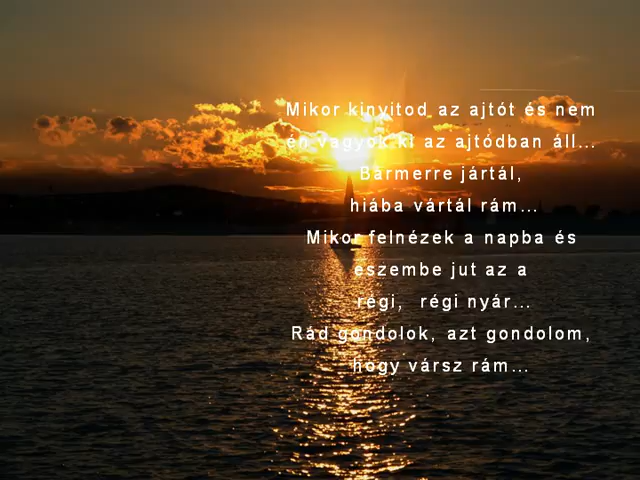 Mikor kinyitod az ajtót és nem
én vagyok ki az ajtódban áll...
Bármerre jártál,
hiába vártál rám...
Mikor felnézek a napba és
eszembe jut az a
régi, régi nyár...
Rád gondolok, azt gondolom,
hogy vársz rám...